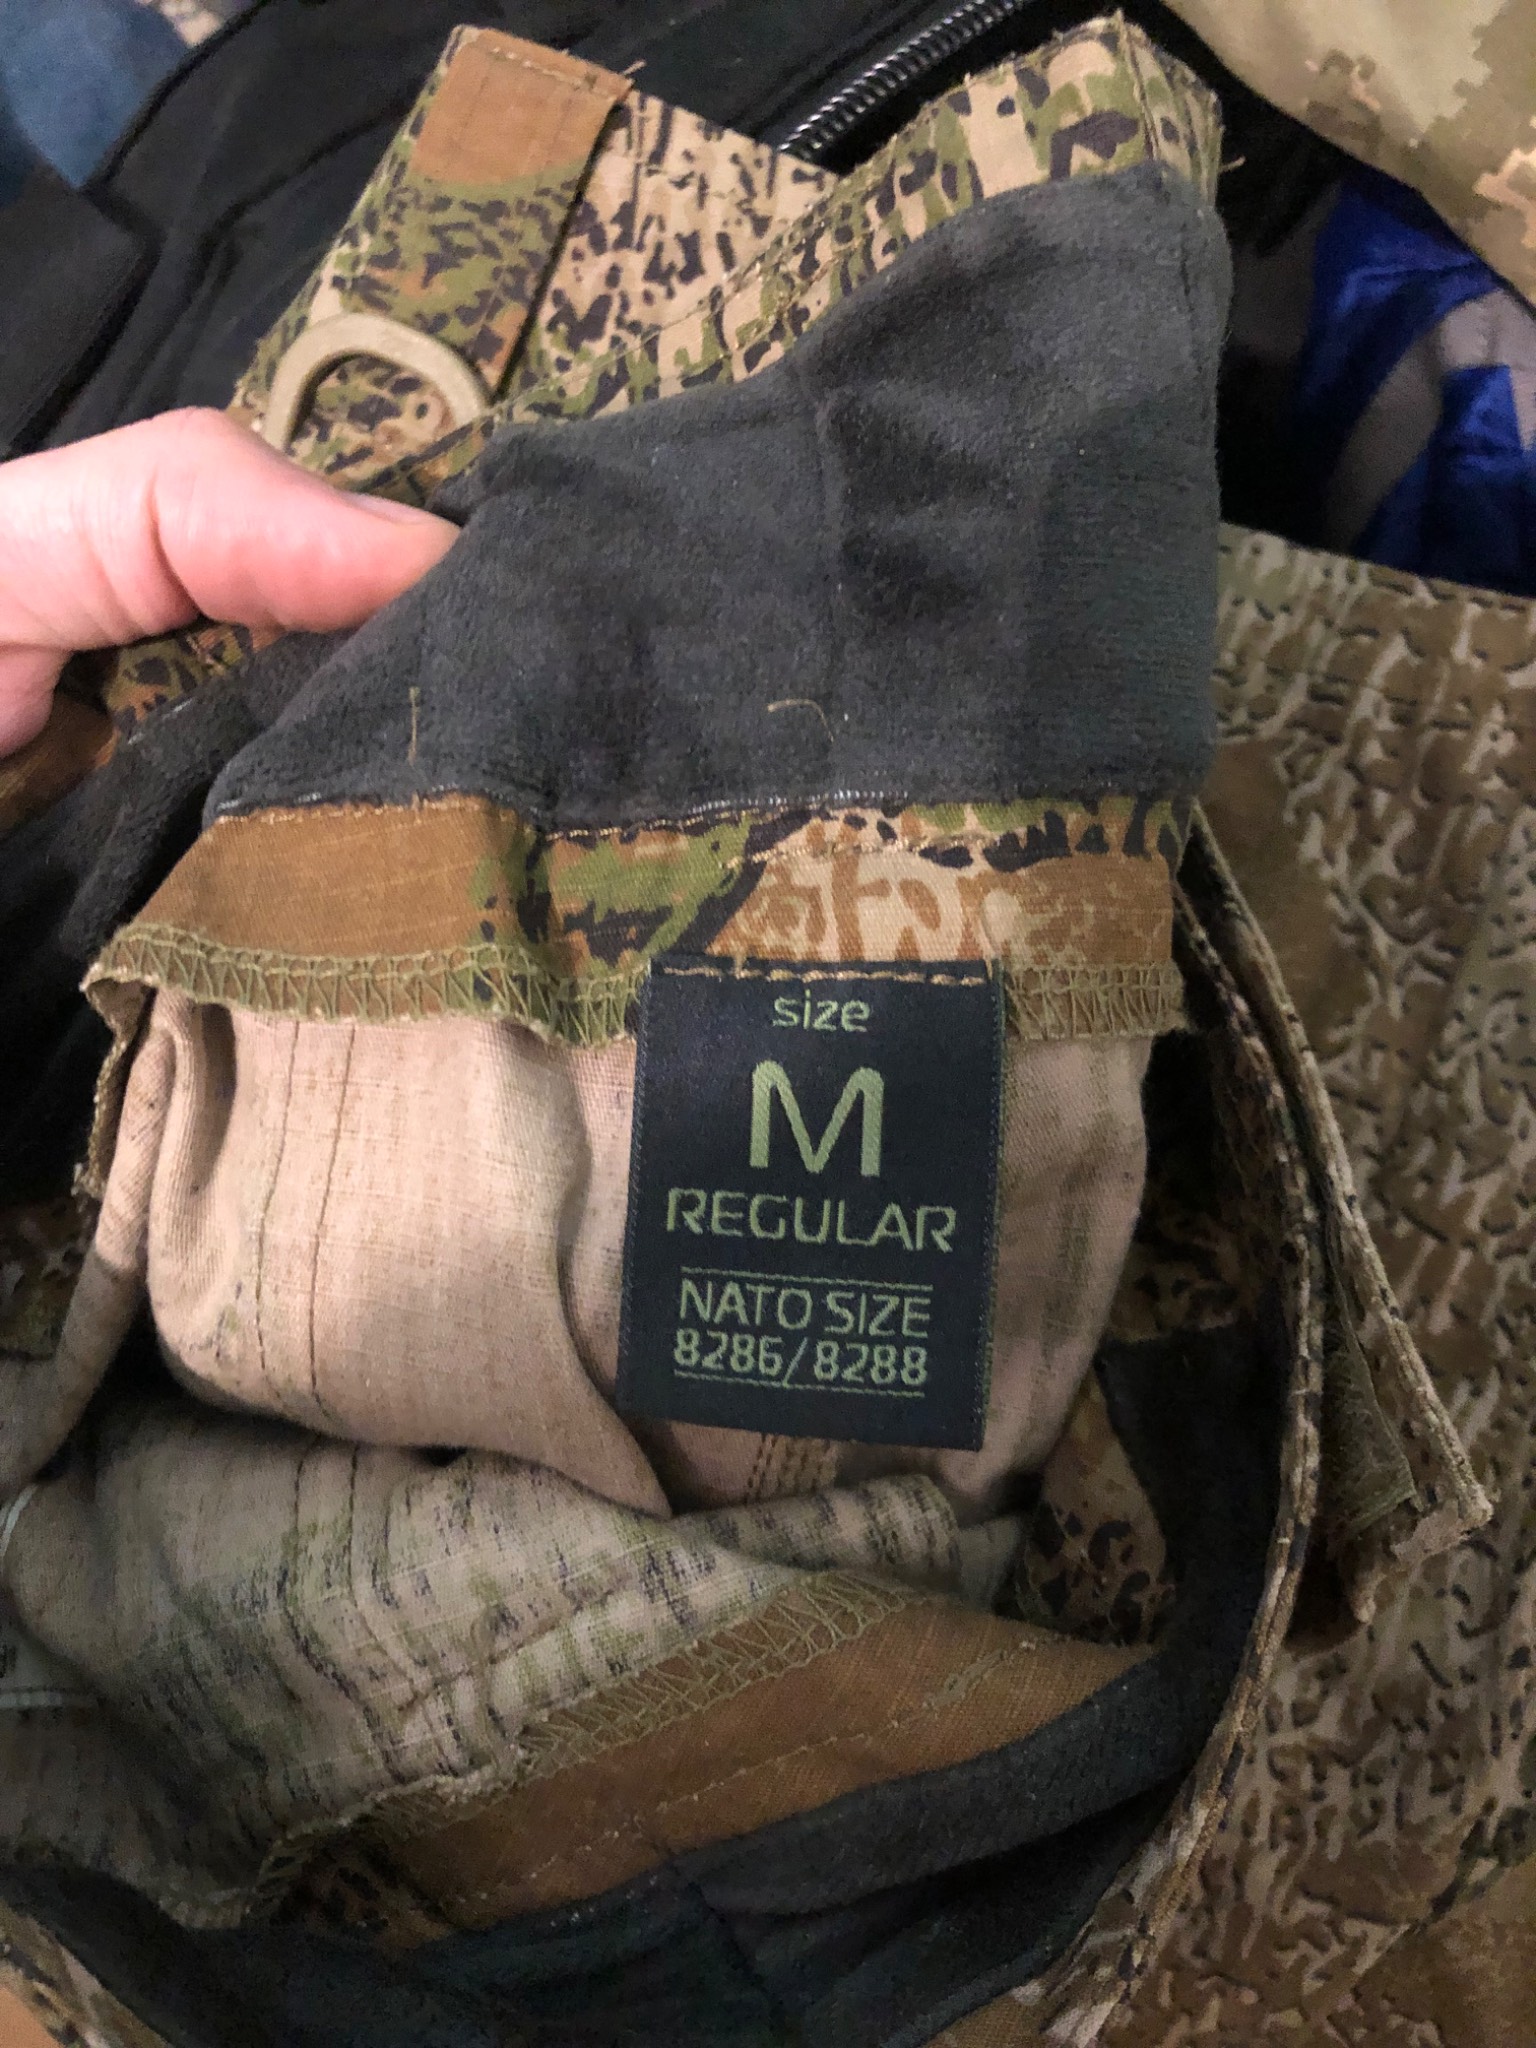 size
M
REGULAR
NATO SIZE
8286/8288